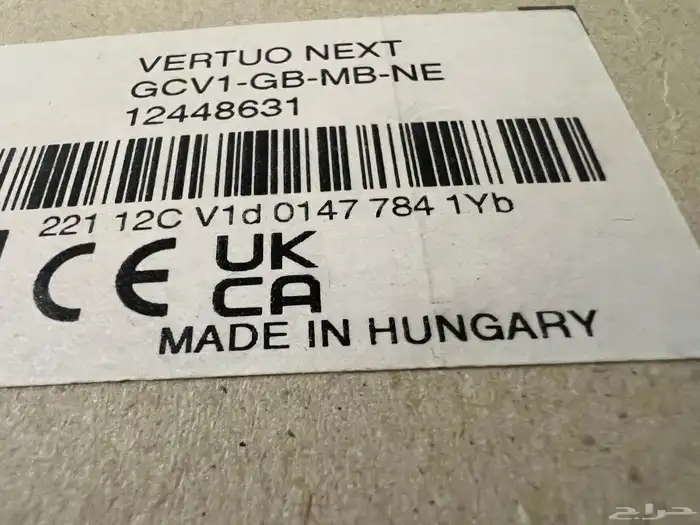 VERTUO NEXT
GCV1-GB-MB-NE
12448631
221 12C V1d 0147 784 1Yb
CE
UK
CA
MADE IN HUNGARY
حراج